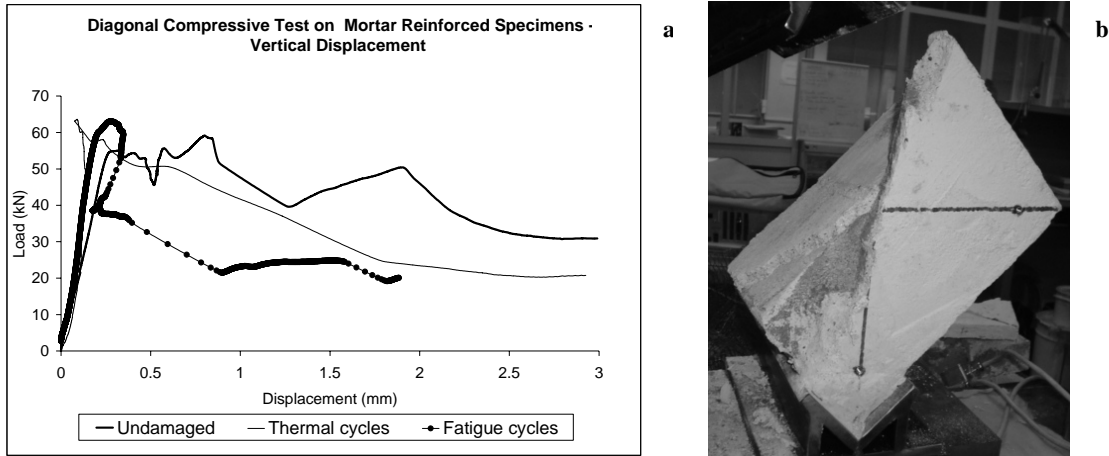 Diagonal Compressive Test on Mortar Reinforced Specimens -
Vertical Displacement
a
b
70
60
50
40
30
20
10
0
Load (kN)
0 0.5 1 1.5 2 2.5 3
Displacement (mm)
Undamaged Thermal cycles Fatigue cycles